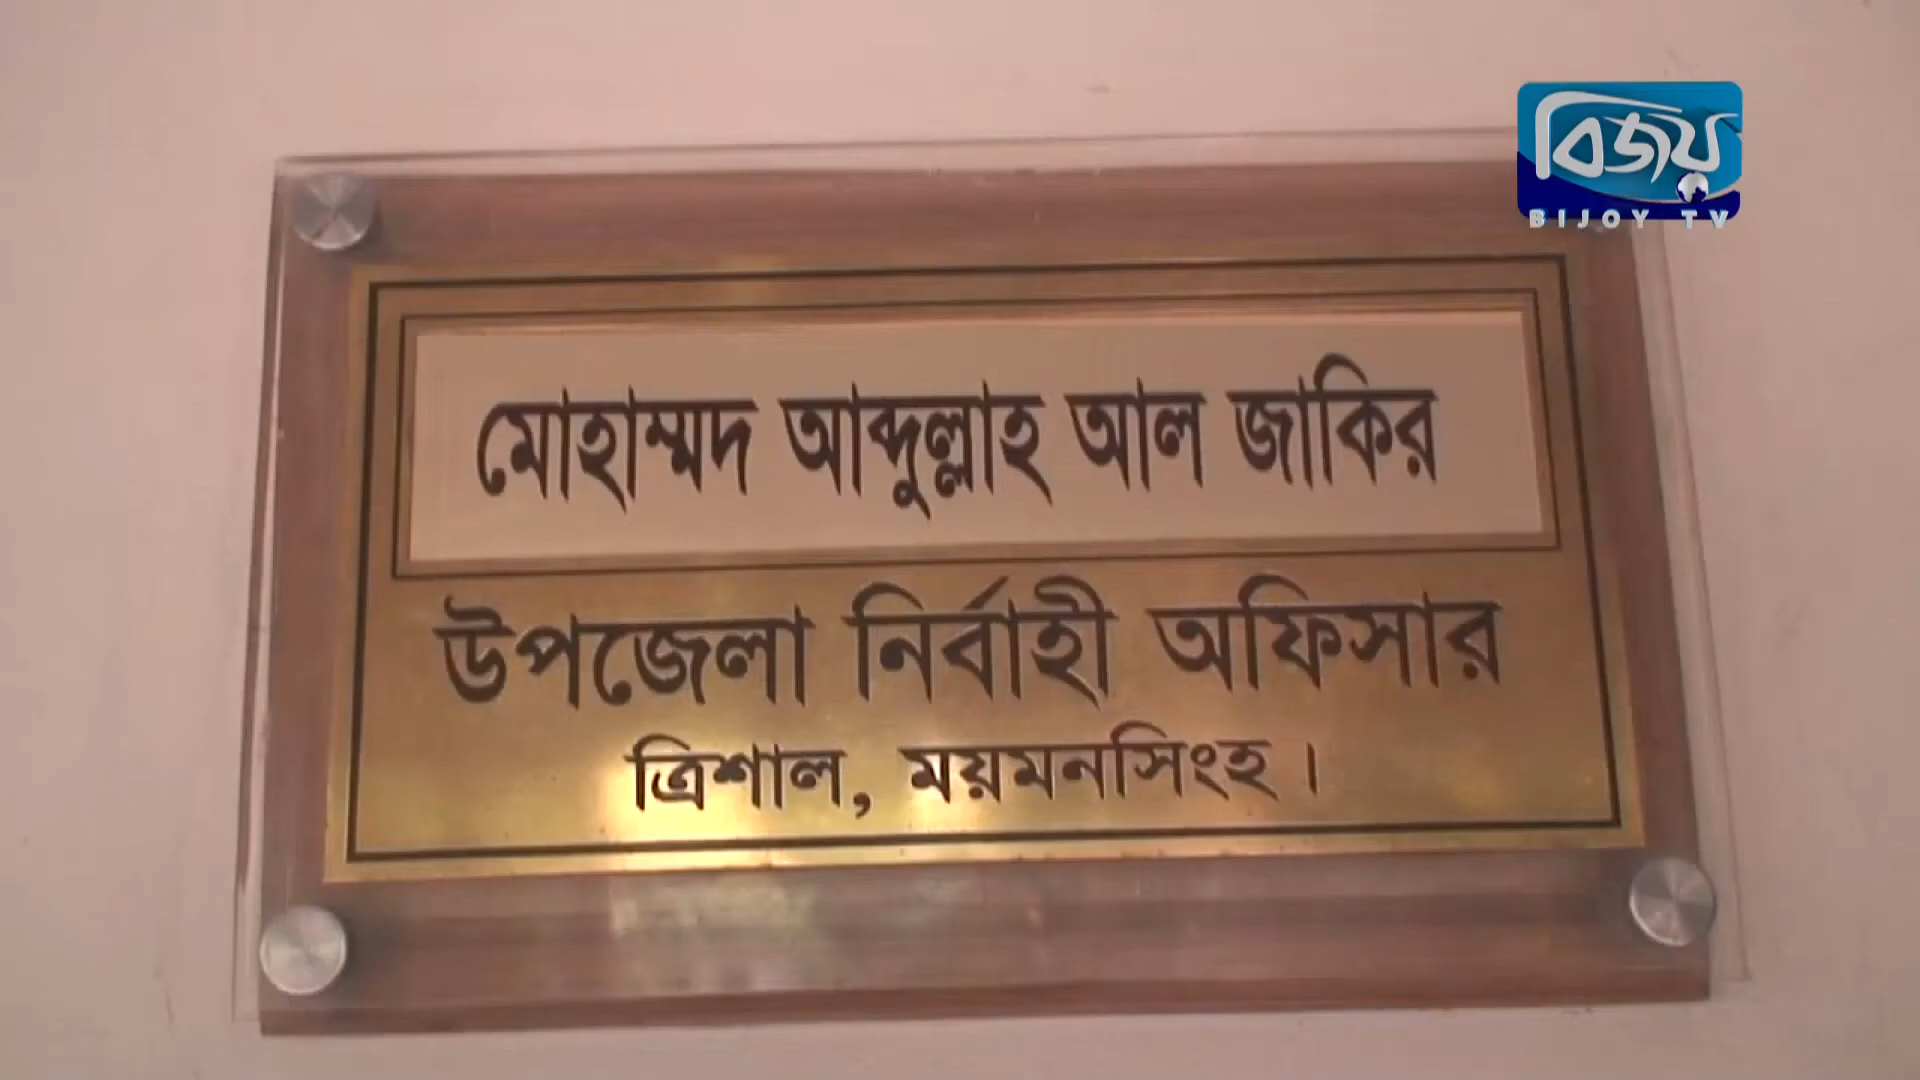 বিজয়
BIJOY TV
মোহাম্মদ আব্দুল্লাহ আল জাকির
উপজেলা নির্বাহী অফিসার
ত্রিশাল, ময়মনসিংহ।